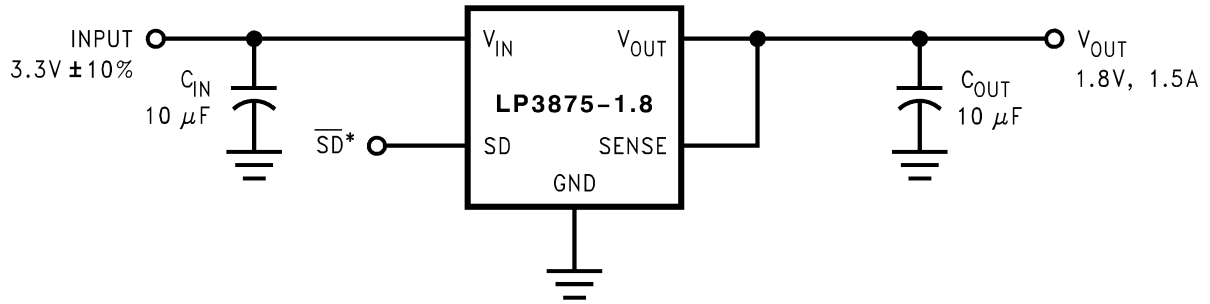 INPUT
3.3V ±10%
C_IN
10 μF
S̅D̅*
V_IN
V_OUT
LP3875-1.8
SD
SENSE
GND
C_OUT
10 μF
V_OUT
1.8V, 1.5A